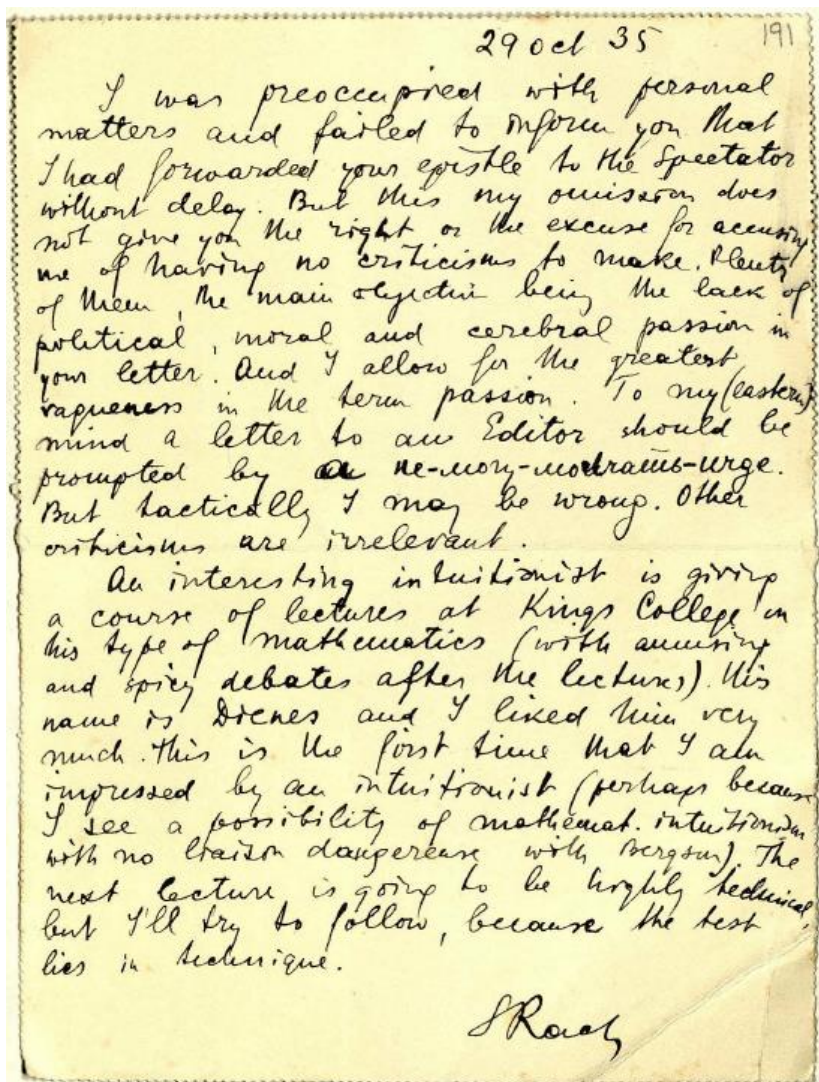 191
29 oct 35
I was preoccupied with personal
matters and failed to inform you that
I had forwarded your epistle to the Spectator
without delay. But this my omission does
not give you the right or the excuse for accusing
me of having no criticisms to make. Plenty
of them, the main objection being the lack of
political, moral and cerebral passion in
your letter. And I allow for the greatest
vagueness in the term passion. To my (eastern)
mind a letter to an Editor should be
prompted by
But tactically I may be wrong. Other
criticisms are irrelevant.
An interesting intuitionist is giving
a course of lectures at Kings College on
his type of mathematics (with amusing
and spicy debates after the lectures). His
name is Dienes and I liked him very
much. This is the first time that I am
impressed by an intuitionist (perhaps because
I see a possibility of mathemat. intuitionism
with no liaison dangereuse with Bergson). The
next lecture is going to be highly technical,
but I'll try to follow, because the test
lies in technique.